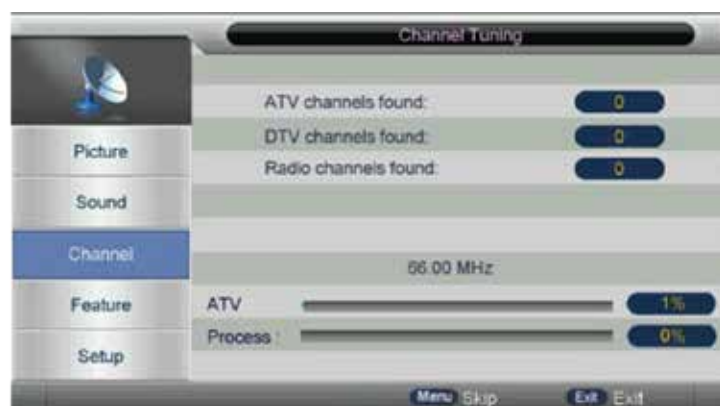 Channel Tuning
ATV channels found: 0
DTV channels found: 0
Radio channels found: 0
Picture
Sound
Channel
Feature
Setup
66.00 MHz
ATV 1%
Process : 0%
Menu Skip Exit Exit